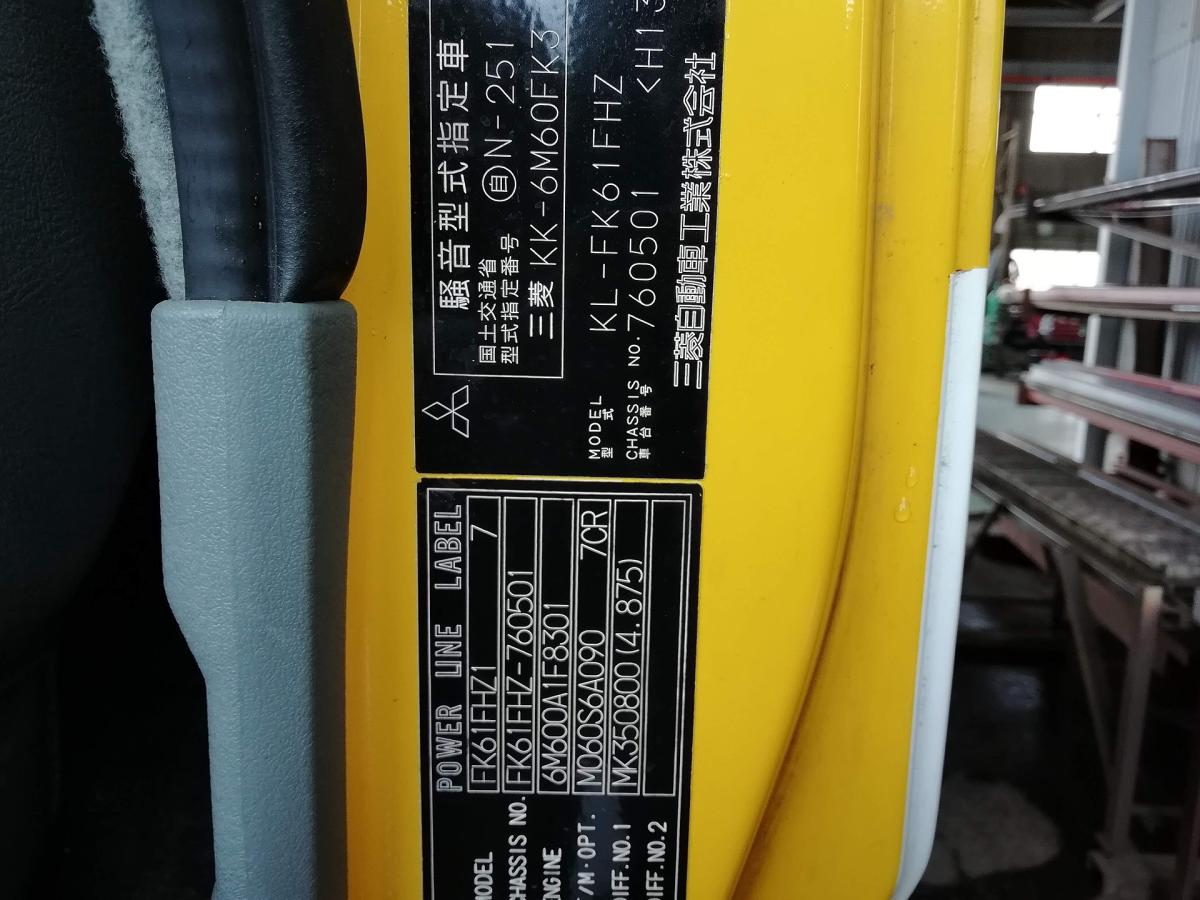 騒音型式指定車
国土交通省
型式指定番号 自N-251
三菱 KK-6M60FK3
MODEL
型式 KL-FK61FHZ
CHASSIS No.
車台番号 760501 <H13
三菱自動車工業株式会社
POWER LINE LABEL
MODEL FK61FHZ1 7
CHASSIS NO. FK61FHZ-760501
ENGINE 6M600A1F8301
T/M·OPT. M060S6A090 7CR
DIFF.NO.1 MK350800(4.875)
DIFF.NO.2